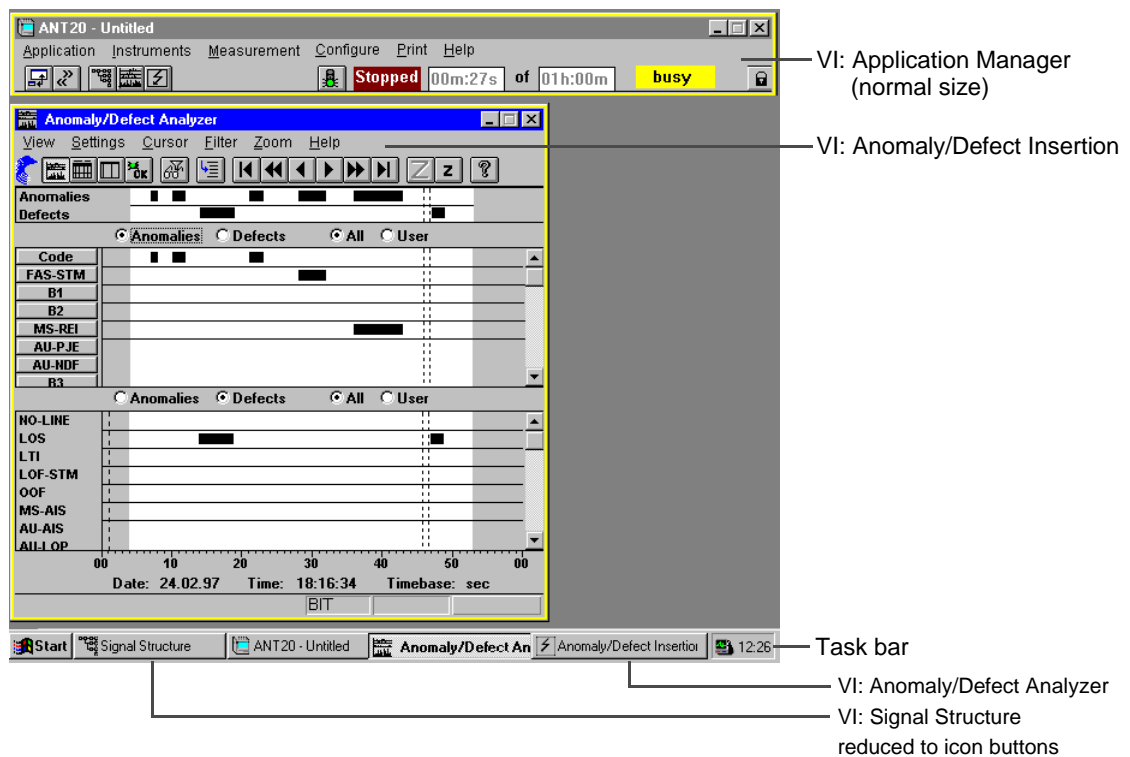 ANT20 - Untitled
Application Instruments Measurement Configure Print Help
Stopped 00m:27s of 01h:00m busy
VI: Application Manager
(normal size)
Anomaly/Defect Analyzer
View Settings Cursor Filter Zoom Help
VI: Anomaly/Defect Insertion
OK Z z ?
Anomalies
Defects
Anomalies Defects All User
Code
FAS-STM
B1
B2
MS-REI
AU-PJE
AU-NDF
B3
Anomalies Defects All User
NO-LINE
LOS
LTI
LOF-STM
OOF
MS-AIS
AU-AIS
AU-LOP
00 10 20 30 40 50 00
Date: 24.02.97 Time: 18:16:34 Timebase: sec
BIT
Start Signal Structure ANT20 - Untitled Anomaly/Defect An Anomaly/Defect Insertior 12:26
Task bar
VI: Anomaly/Defect Analyzer
VI: Signal Structure
reduced to icon buttons